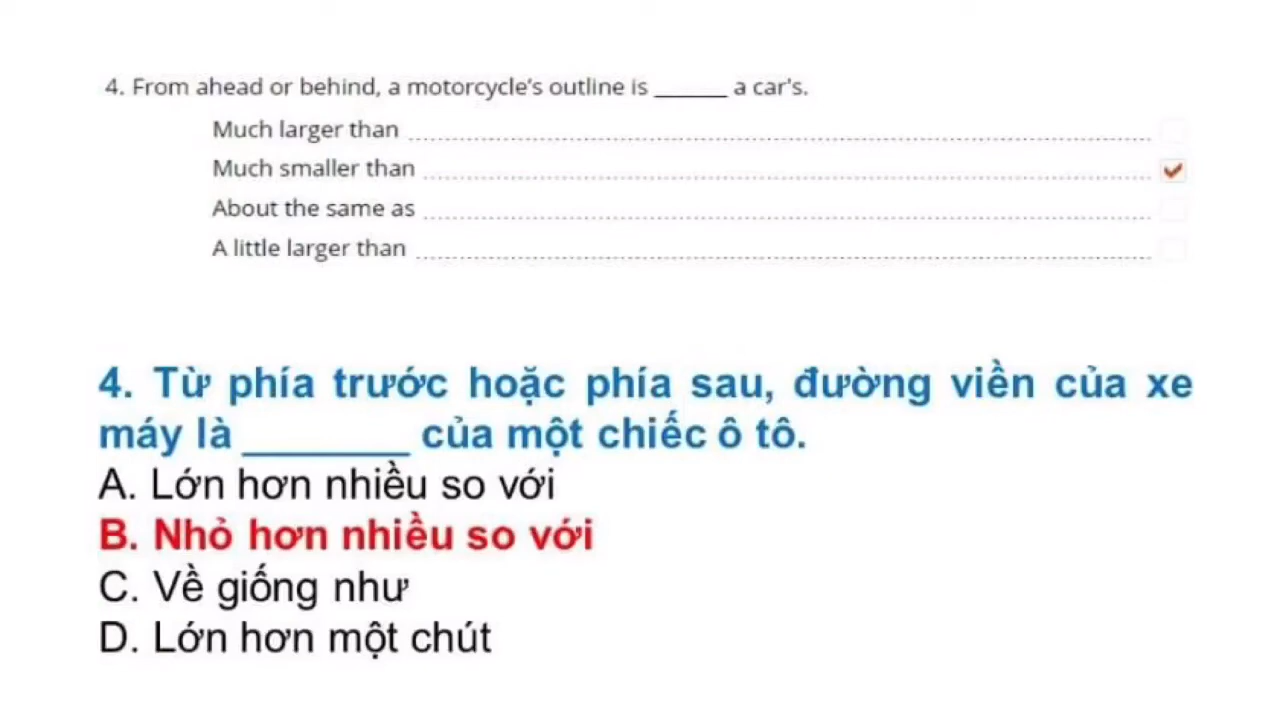 4. From ahead or behind, a motorcycle's outline is ______ a car's.
Much larger than
Much smaller than
About the same as
A little larger than
4. Từ phía trước hoặc phía sau, đường viền của xe
máy là ________ của một chiếc ô tô.
A. Lớn hơn nhiều so với
B. Nhỏ hơn nhiều so với
C. Về giống như
D. Lớn hơn một chút